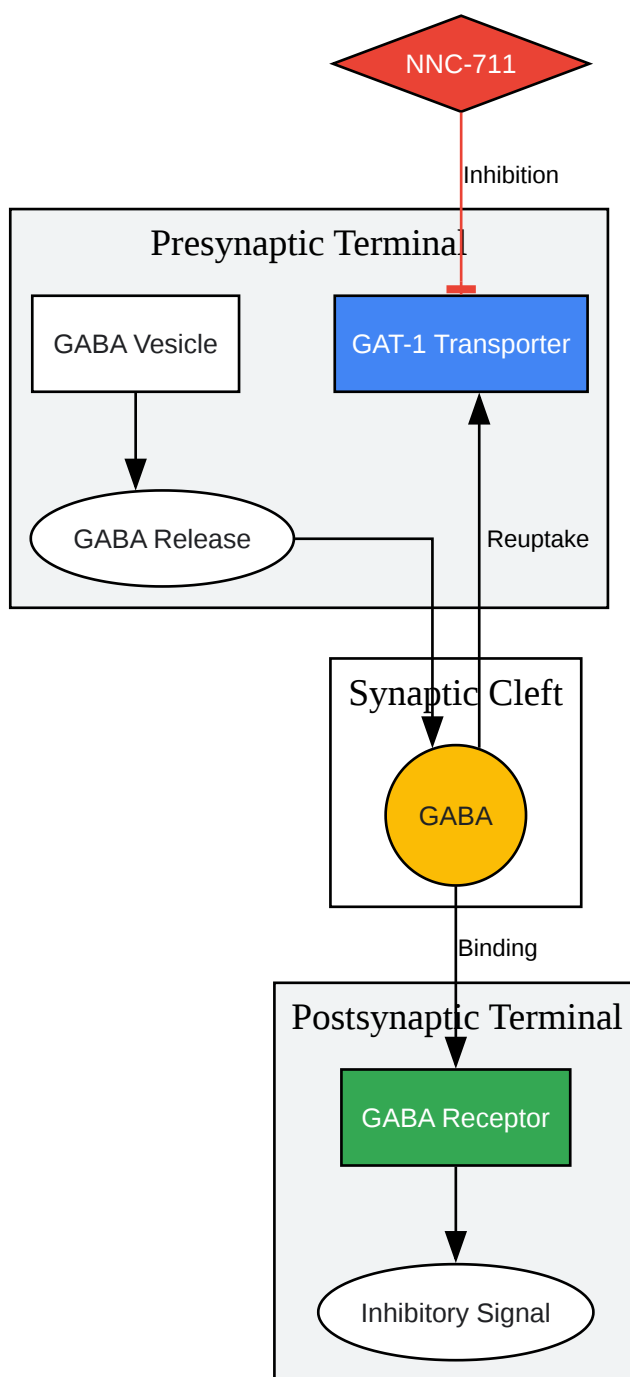 NNC-711
Inhibition
Presynaptic Terminal
GABA Vesicle
GAT-1 Transporter
GABA Release
Reuptake
Synaptic Cleft
GABA
Binding
Postsynaptic Terminal
GABA Receptor
Inhibitory Signal